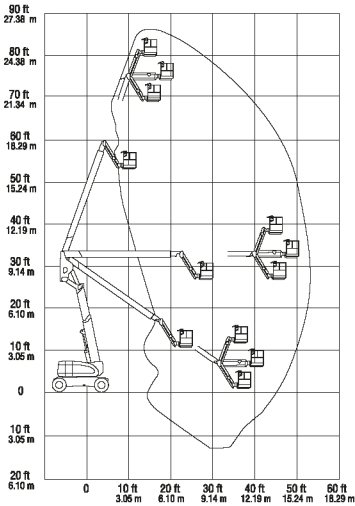 90 ft
27.38 m
80 ft
24.38 m
70 ft
21.34 m
60 ft
18.29 m
50 ft
15.24 m
40 ft
12.19 m
30 ft
9.14 m
20 ft
6.10 m
10 ft
3.05 m
0
10 ft
3.05 m
20 ft
6.10 m
0 10 ft 20 ft 30 ft 40 ft 50 ft 60 ft
3.05 m 6.10 m 9.14 m 12.19 m 15.24 m 18.29 m